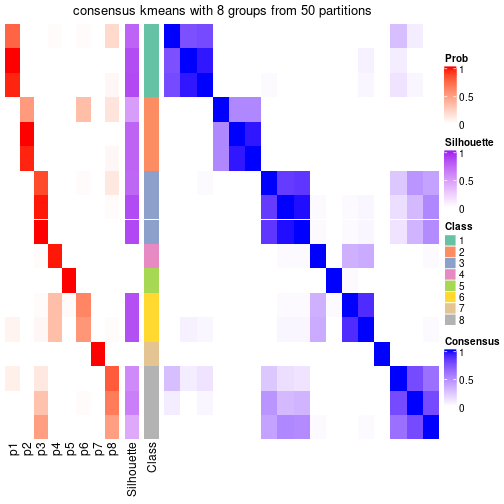 consensus kmeans with 8 groups from 50 partitions
Prob
1
0.5
0
Silhouette
1
0.5
0
Class
1
2
3
4
5
6
7
8
Consensus
1
0.5
0
p1
p2
p3
p4
p5
p6
p7
p8
Silhouette
Class